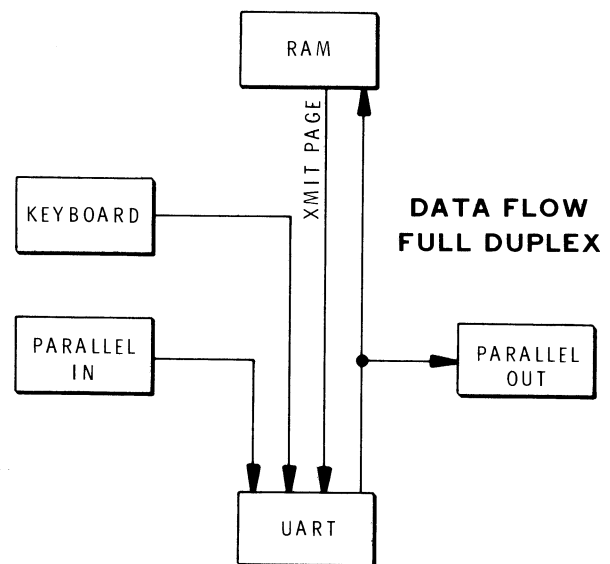 RAM
XMIT PAGE
KEYBOARD
DATA FLOW
FULL DUPLEX
PARALLEL
IN
PARALLEL
OUT
UART